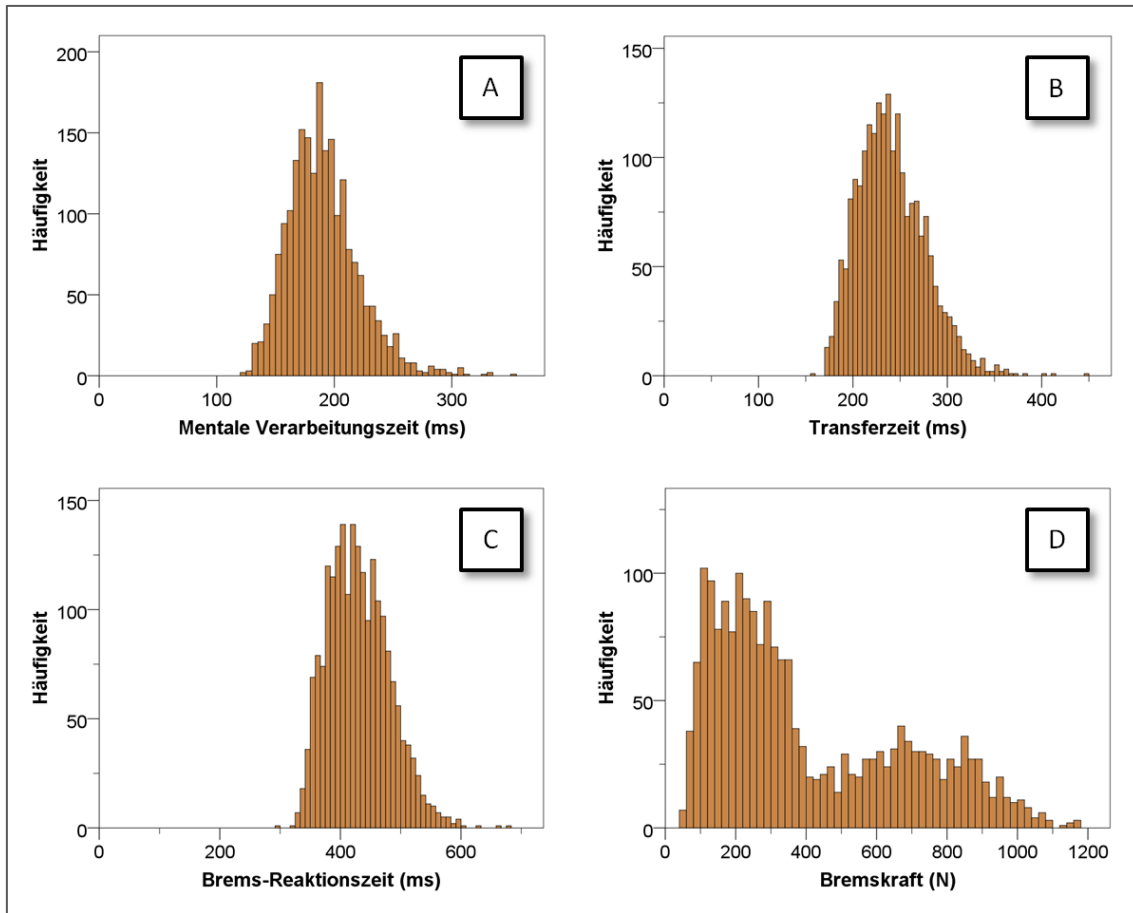 A
Häufigkeit
200
150
100
50
0
0 100 200 300
Mentale Verarbeitungszeit (ms)
B
Häufigkeit
150
100
50
0
0 100 200 300 400
Transferzeit (ms)
C
Häufigkeit
150
100
50
0
0 200 400 600
Brems-Reaktionszeit (ms)
D
Häufigkeit
100
50
0
0 200 400 600 800 1000 1200
Bremskraft (N)